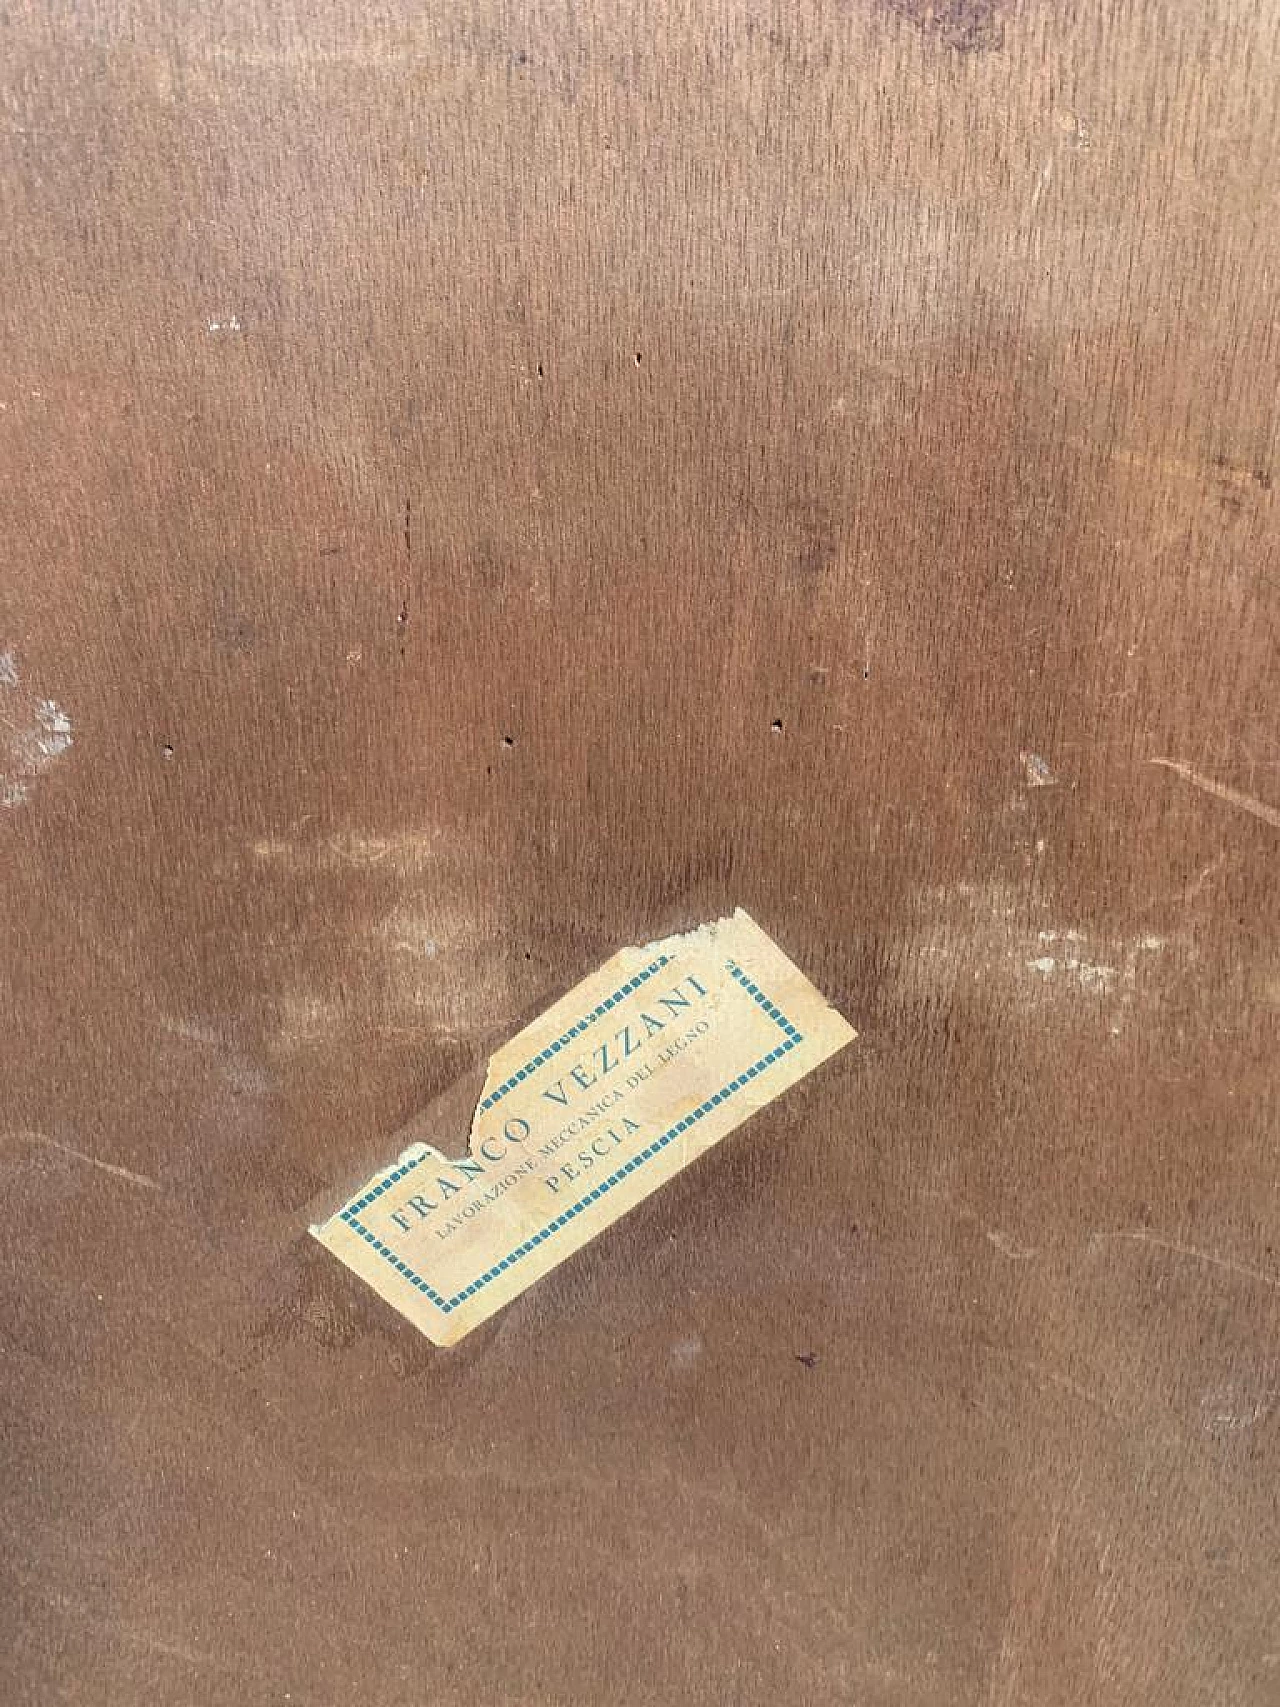 FRANCO VEZZANI
LAVORAZIONE MECCANICA DEL LEGNO
PESCIA